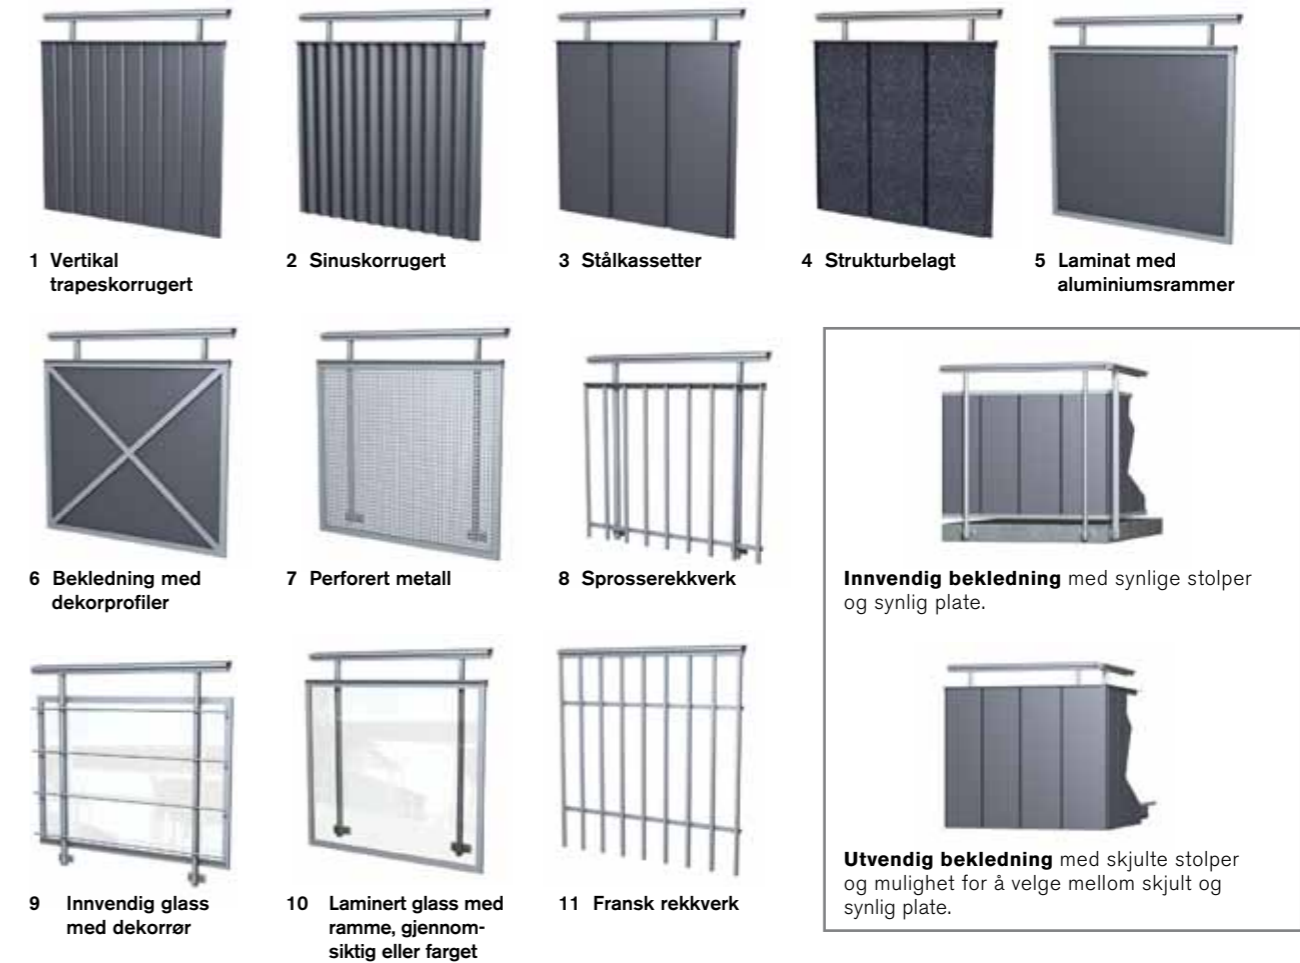 1 Vertikal
trapeskorrugert
2 Sinuskorrugert
3 Stålkassetter
4 Strukturbelagt
5 Laminat med
aluminiumsrammer
6 Bekledning med
dekorprofiler
7 Perforert metall
8 Sprosserekkverk
Innvendig bekledning med synlige stolper
og synlig plate.
9 Innvendig glass
med dekorrør
10 Laminert glass med
ramme, gjennom-
siktig eller farget
11 Fransk rekkverk
Utvendig bekledning med skjulte stolper
og mulighet for å velge mellom skjult og
synlig plate.